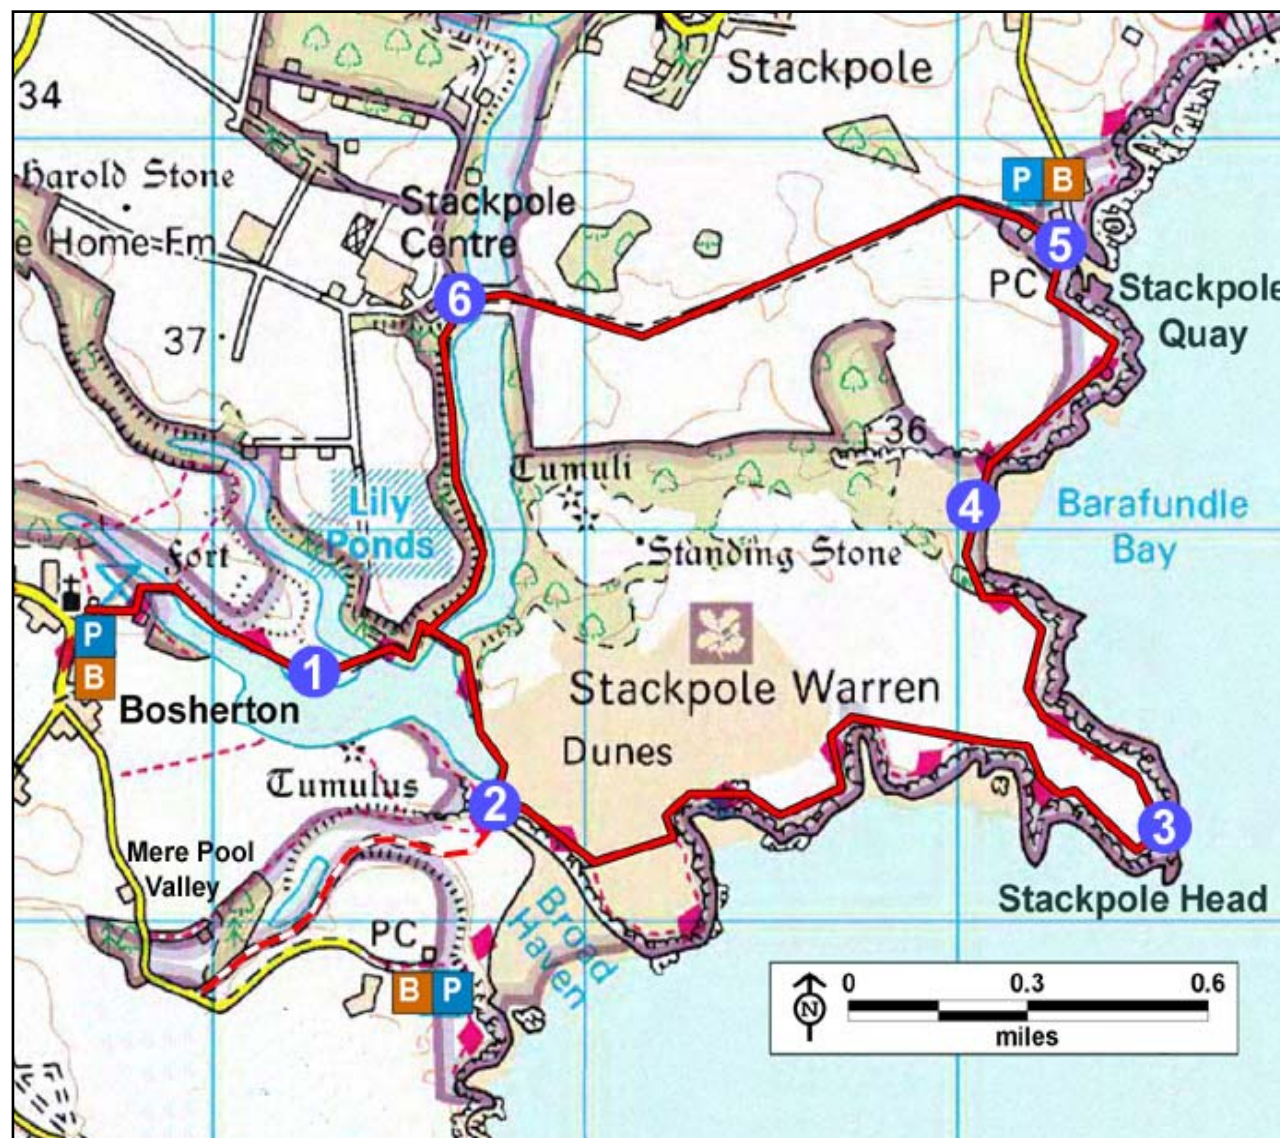 Stackpole
34
Harold Stone
P B
Stackpole
Centre
e Home Fm
5
6
PC
Stackpole
Quay
37
36
Tumuli
Lily
Ponds
4
Barafundle
Bay
Standing Stone
Fort
P
B
1
Stackpole Warren
Bosherton
Dunes
Tumulus
2
3
Mere Pool
Valley
Stackpole Head
Broad
Haven
PC
B P
N
0 0.3 0.6
miles